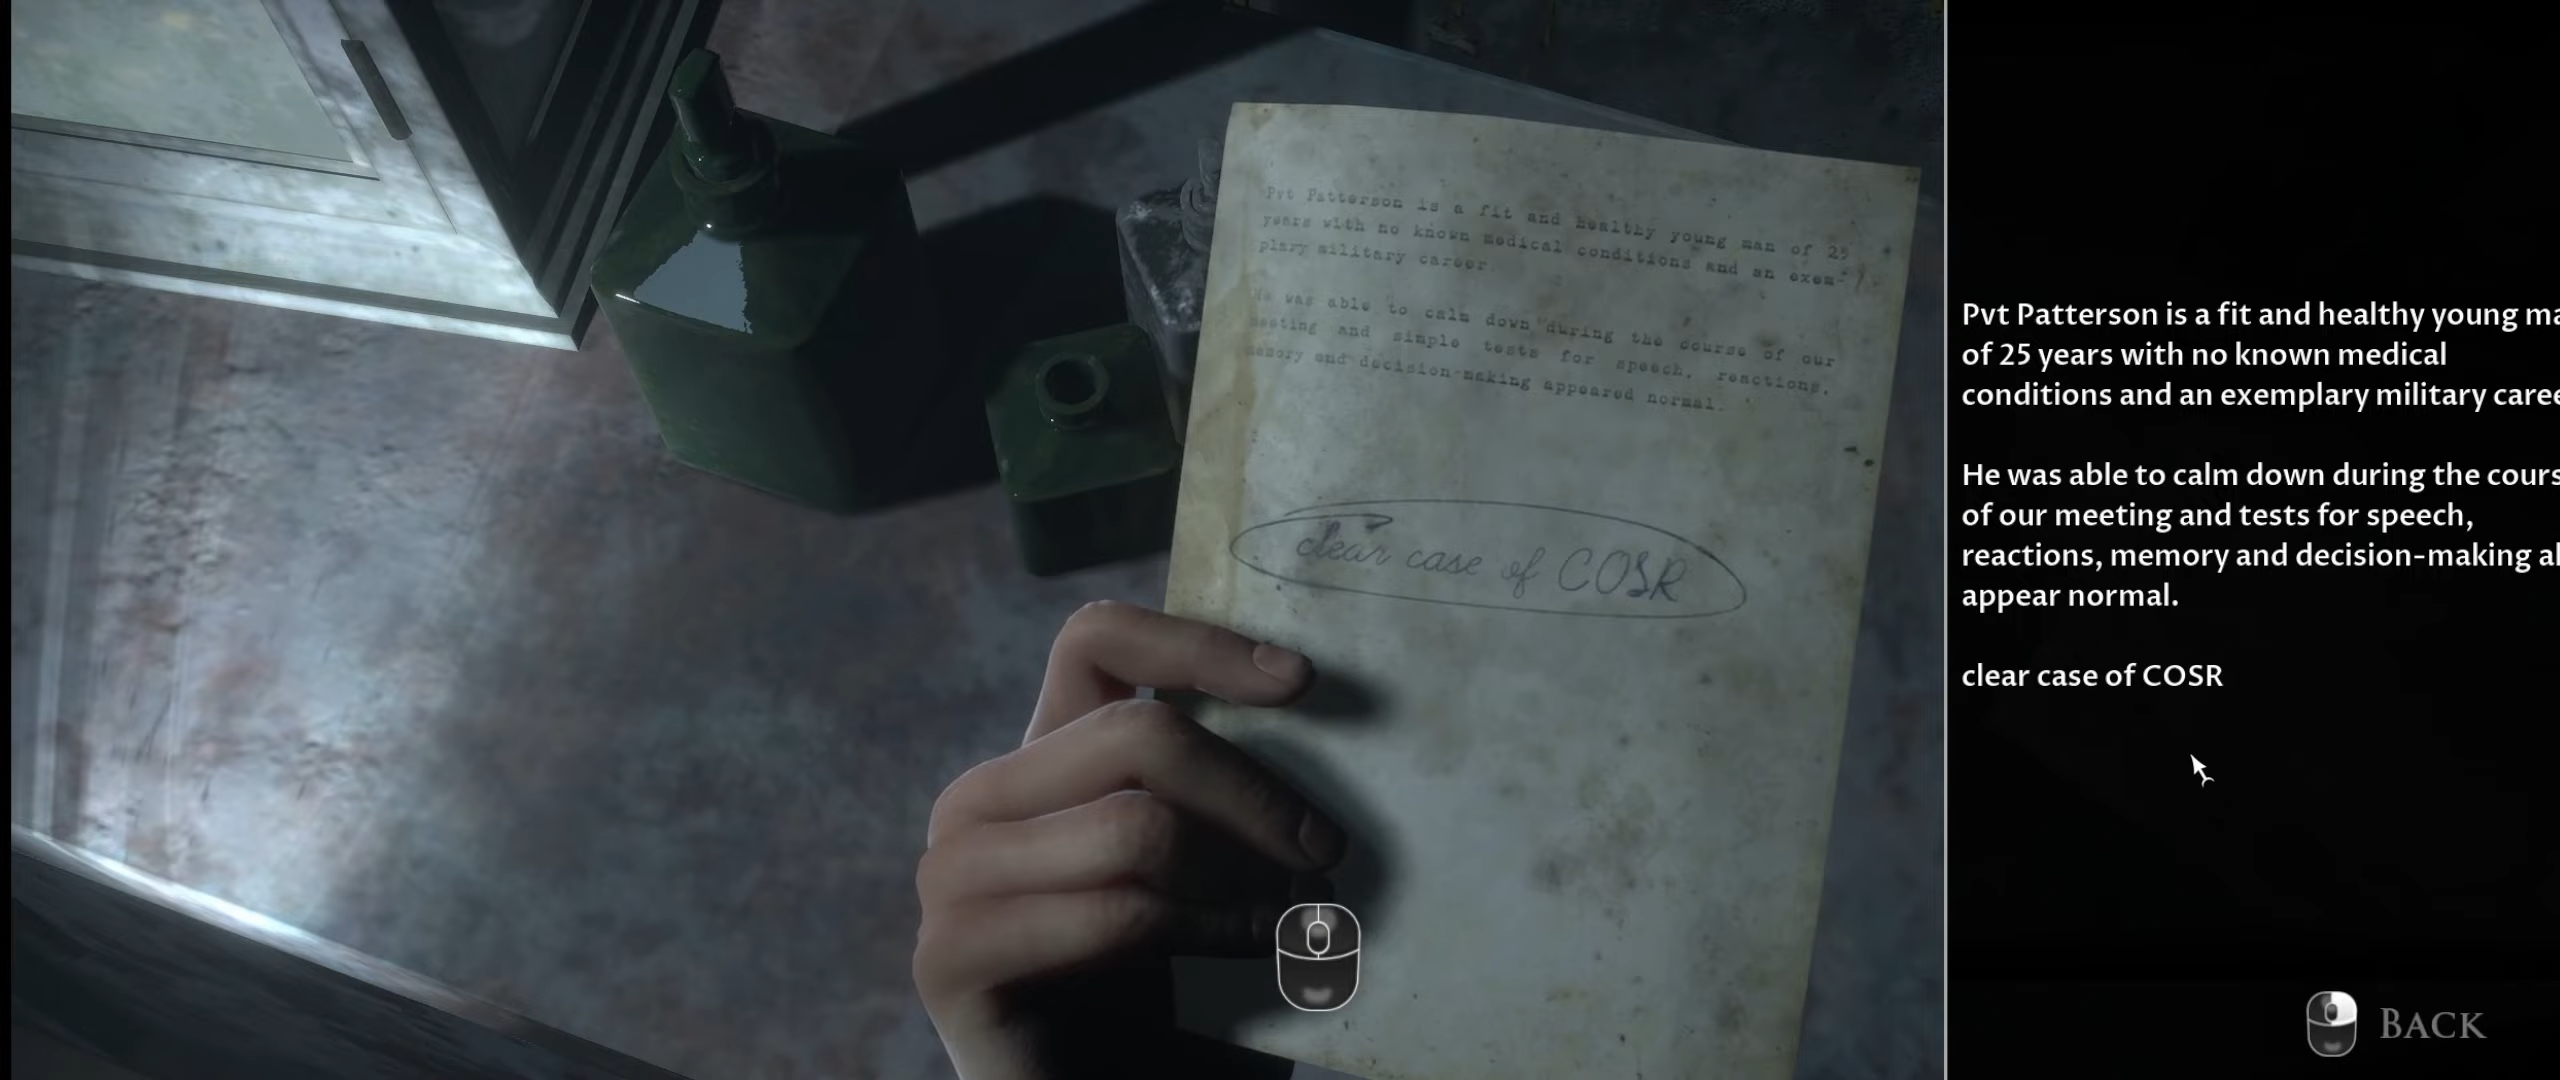 Pvt Patterson is a fit and healthy young man of 25
years with no known medical conditions and an exem-
plary military career.
He was able to calm down during the course of our
meeting and simple tests for speech, reactions,
memory and decision-making appeared normal.
clear case of COSR
Pvt Patterson is a fit and healthy young ma
of 25 years with no known medical
conditions and an exemplary military caree
He was able to calm down during the cours
of our meeting and tests for speech,
reactions, memory and decision-making al
appear normal.
clear case of COSR
BACK